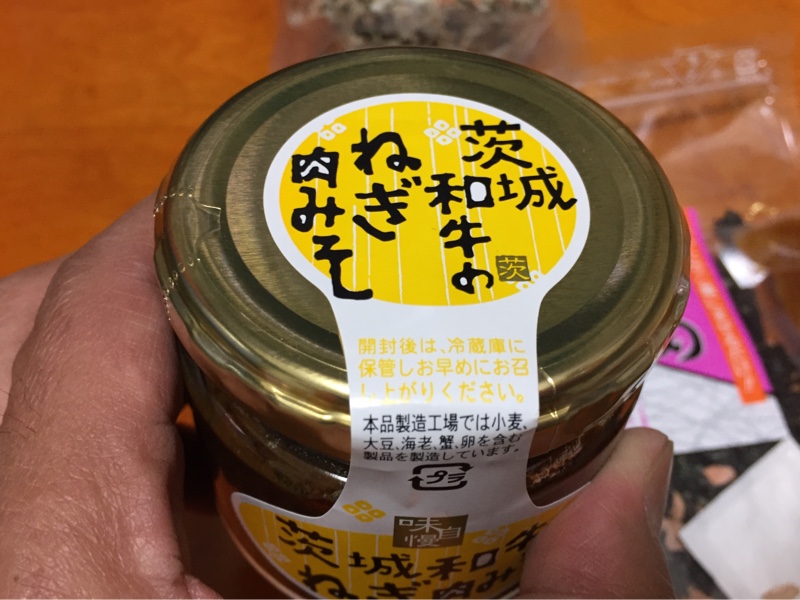 茨城
和牛の
ねぎ
肉みそ
茨
開封後は、冷蔵庫に
保管しお早めにお召
し上がりください。
本品製造工場では小麦、
大豆、海老、蟹、卵を含む
製品を製造しています。
プラ
味自慢
茨城和牛
ねぎ肉み